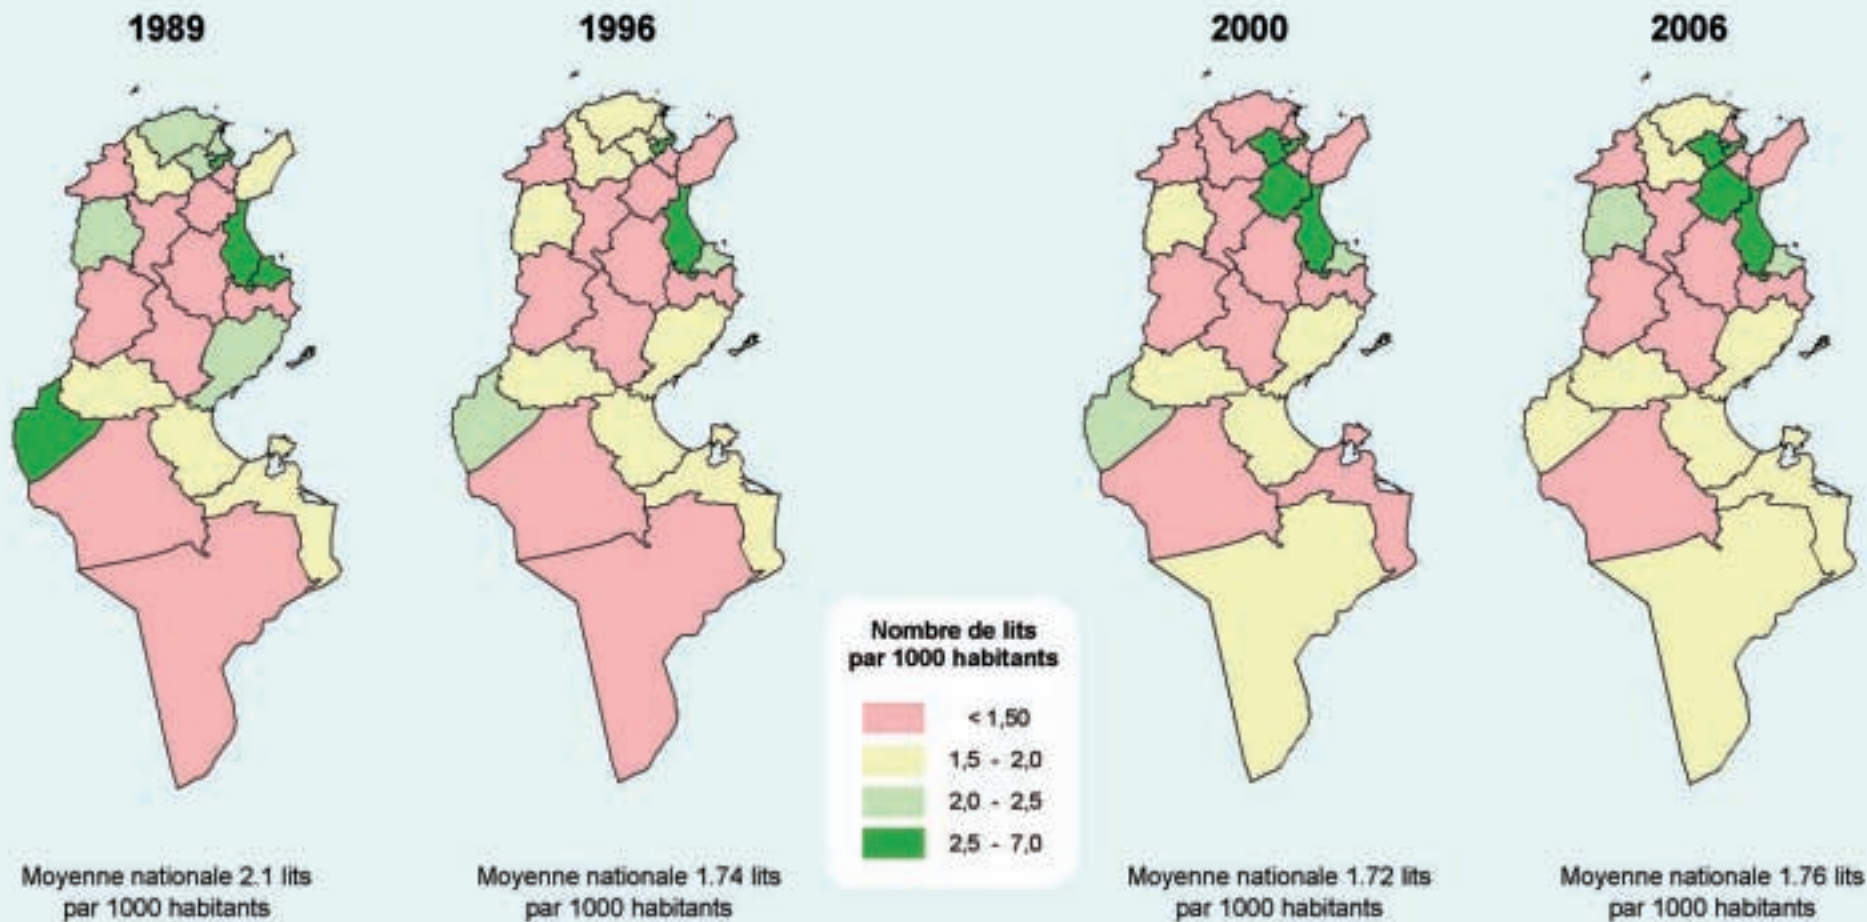 1989
1996
2000
2006
Nombre de lits
par 1000 habitants
< 1,50
1,5 - 2,0
2,0 - 2,5
2,5 - 7,0
Moyenne nationale 2.1 lits
par 1000 habitants
Moyenne nationale 1.74 lits
par 1000 habitants
Moyenne nationale 1.72 lits
par 1000 habitants
Moyenne nationale 1.76 lits
par 1000 habitants